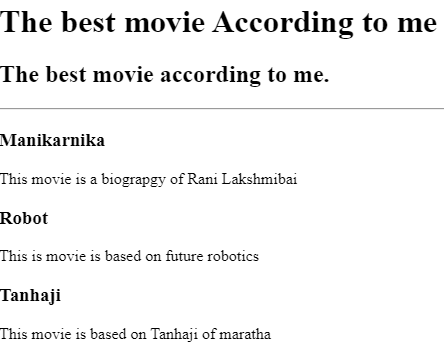 The best movie According to me
The best movie according to me.
Manikarnika
This movie is a biograpgy of Rani Lakshmibai
Robot
This is movie is based on future robotics
Tanhaji
This movie is based on Tanhaji of maratha